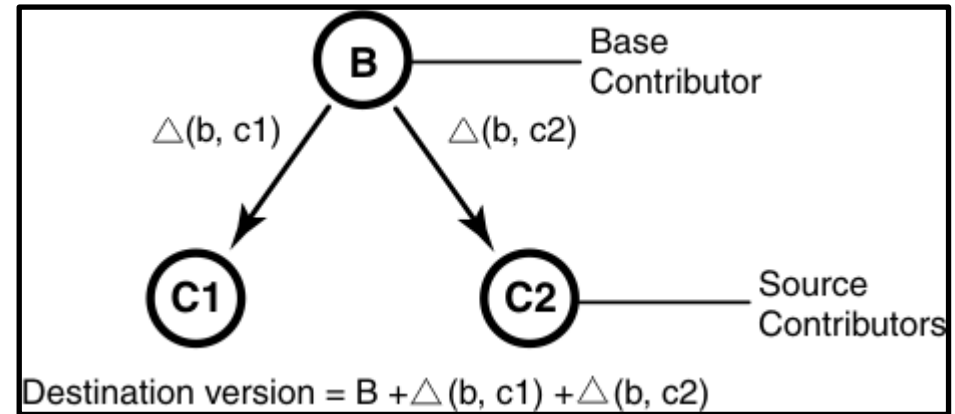 B
Base
Contributor
△(b, c1)
△(b, c2)
C1
C2
Source
Contributors
Destination version = B +△(b, c1) +△(b, c2)